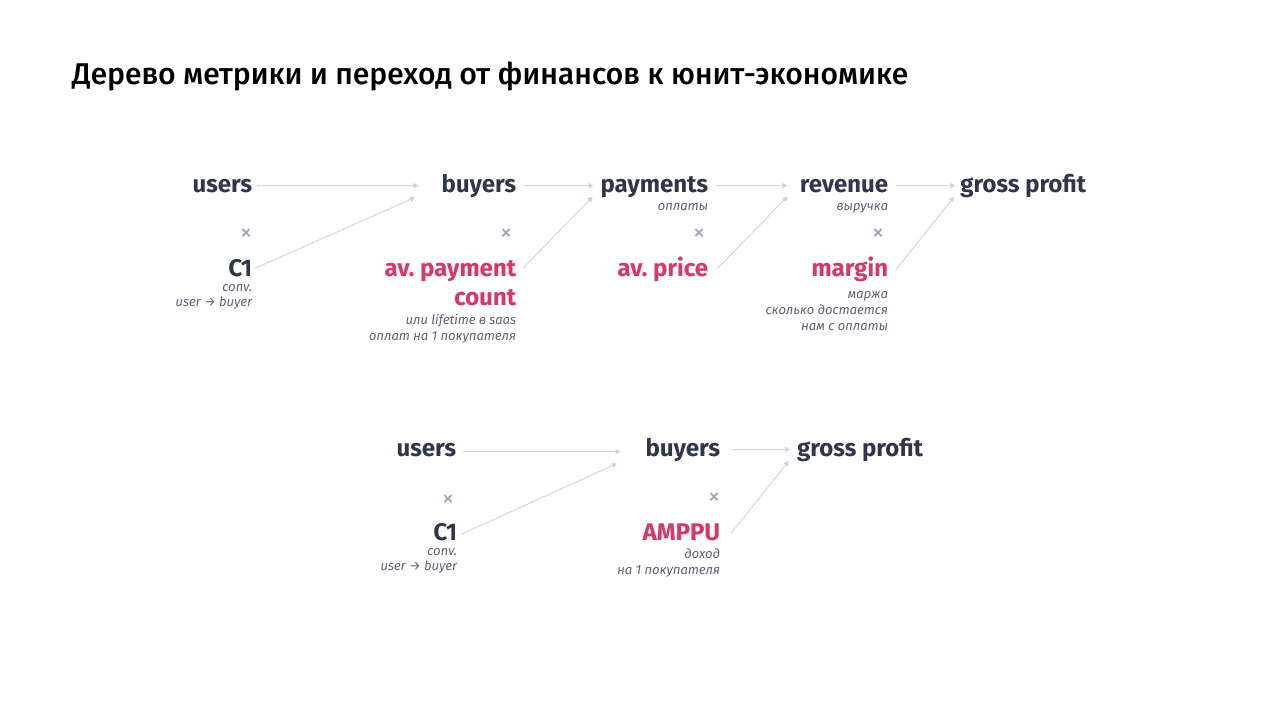 Дерево метрики и переход от финансов к юнит-экономике
users
buyers
payments
revenue
gross profit
оплаты
выручка
×
×
×
×
C1
av. payment
av. price
margin
conv.
user → buyer
count
или lifetime в saas
оплат на 1 покупателя
маржа
сколько достается
нам с оплаты
users
buyers
gross profit
×
×
C1
AMPPU
conv.
user → buyer
доход
на 1 покупателя